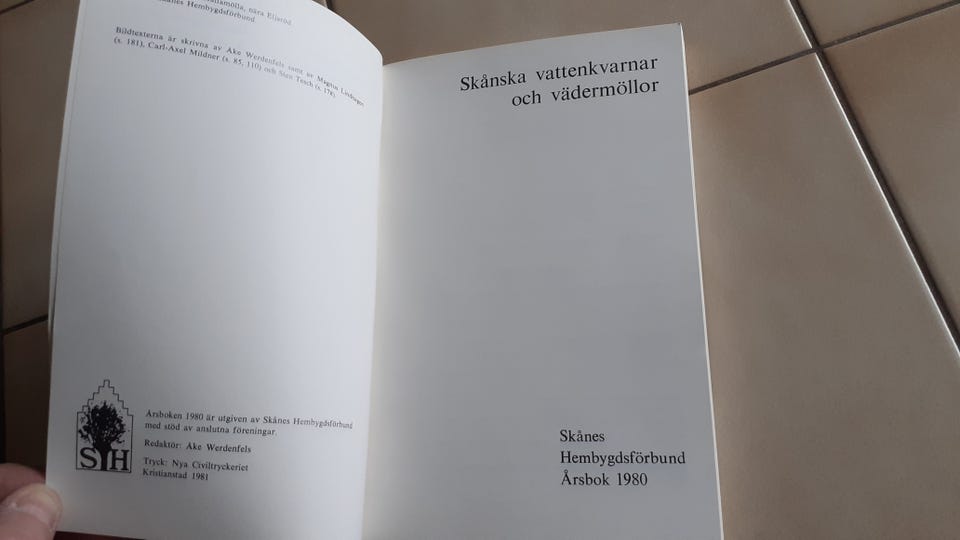 nära Ellstöd
Hembygdsförbund
Bildtexterna är skrivna av Åke Werdenfels samt av Magnus
(s. 181), Carl-Axel Mildner (s. 85, 110) och Sten Tesch (s. 178).
SH
Årsboken 1980 är utgiven av Skånes Hembygdsförbund
med stöd av anslutna föreningar.
Redaktör: Åke Werdenfels
Tryck: Nya Civiltryckeriet
Kristianstad 1981
Skånska vattenkvarnar
och vädermöllor
Skånes
Hembygdsförbund
Årsbok 1980